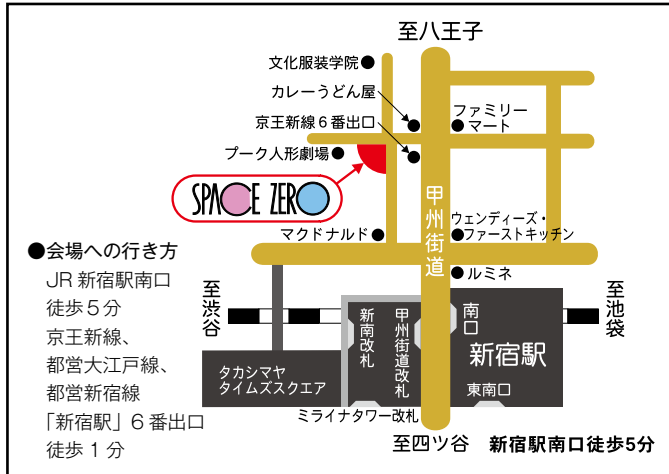 至八王子
文化服装学院
カレーうどん屋
京王新線6番出口
プーク人形劇場
ファミリー
マート
SPACE ZERO
甲州街道
マクドナルド
ウェンディーズ・
ファーストキッチン
ルミネ
●会場への行き方
JR新宿駅南口
徒歩5分
京王新線、
都営大江戸線、
都営新宿線
「新宿駅」6番出口
徒歩1分
至渋谷
新南改札
甲州街道改札
南口
新宿駅
東南口
至池袋
タカシマヤ
タイムズスクエア
ミライナタワー改札
至四ツ谷
新宿駅南口徒歩5分